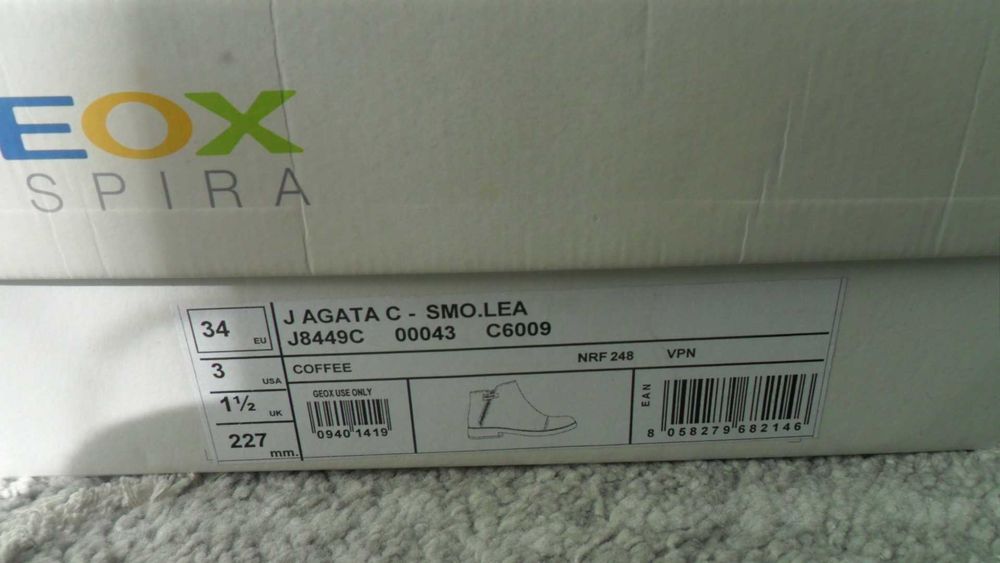 EOX
SPIRA
34 EU
J AGATA C - SMO.LEA
J8449C 00043 C6009
3 USA
COFFEE NRF 248 VPN
1½ UK
GEOX USE ONLY
0940 1419
227 mm.
EAN
8 058279 682146